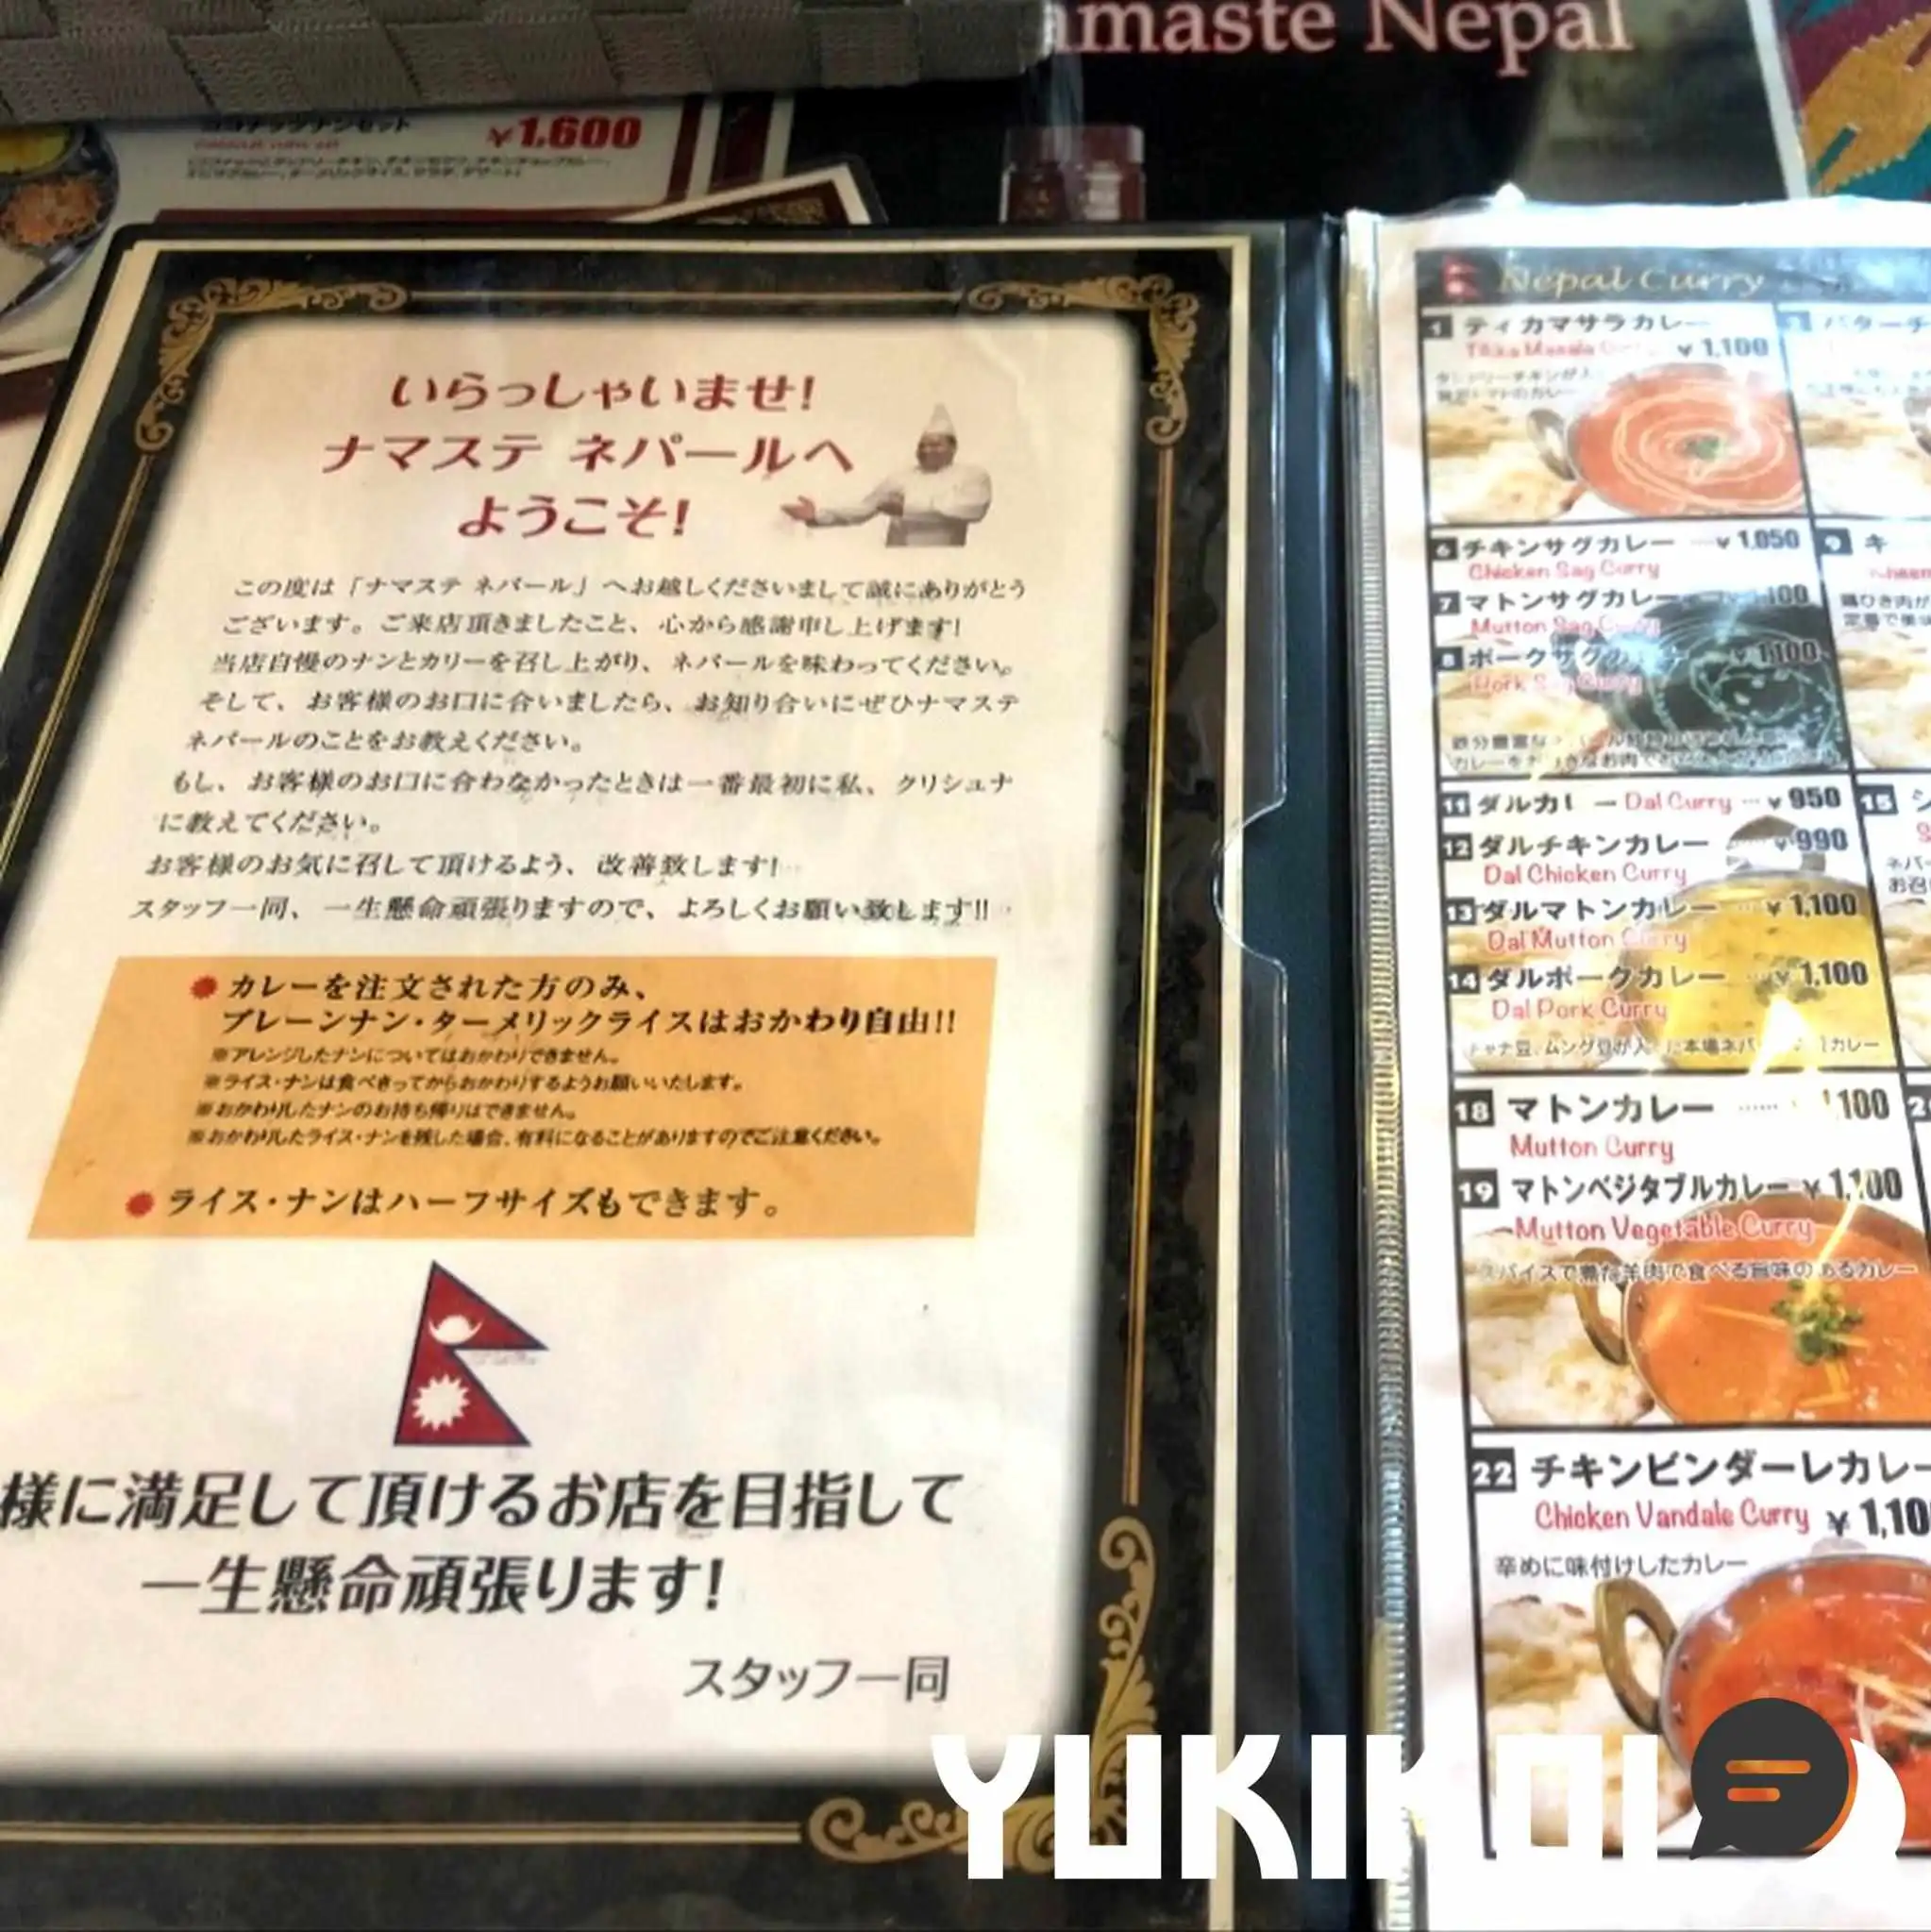 amaste Nepal
¥1,600
いらっしゃいませ!
ナマステ ネパールへ
ようこそ!
この度は「ナマステ ネパール」へお越しくださいまして誠にありがとう
ございます。ご来店頂きましたこと、心から感謝申し上げます!
当店自慢のナンとカリーを召し上がり、ネパールを味わってください。
そして、お客様のお口に合いましたら、お知り合いにぜひナマステ
ネパールのことをお教えください。
もし、お客様のお口に合わなかったときは一番最初に私、クリシュナ
に教えてください。
お客様のお気に召して頂けるよう、改善致します!
スタッフ一同、一生懸命頑張りますので、よろしくお願い致します!!
カレーを注文された方のみ、
プレーンナン・ターメリックライスはおかわり自由!!
※アレンジしたナンについてはおかわりできません。
※ライス・ナンは食べきってからおかわりするようお願いいたします。
※おかわりしたナンのお持ち帰りはできません。
※おかわりしたライス・ナンを残した場合、有料になることがありますのでご注意ください。
ライス・ナンはハーフサイズもできます。
様に満足して頂けるお店を目指して
一生懸命頑張ります!
スタッフ一同
Nepal Curry
1 ティカマサラカレー
Tikka Masala ¥1,100
6 チキンサグカレー ¥1,050
Chicken Sag Curry
7 マトンサグカレー 100
Mutton Sag Curry
8 ポークサグ ¥1,100
Pork Sag Curry
11 ダルカレー Dal Curry ¥950
12 ダルチキンカレー ¥990
Dal Chicken Curry
13 ダルマトンカレー ¥1,100
Dal Mutton Curry
14 ダルポークカレー ¥1,100
Dal Pork Curry
18 マトンカレー 1,100
Mutton Curry
19 マトンベジタブルカレー ¥1,100
Mutton Vegetable Curry
スパイスで煮た羊肉で食べる旨味のあるカレー
22 チキンビンダーレカレー
Chicken Vandale Curry ¥1,10
辛めに味付けしたカレー
9 キ
15 シ
YUKIKOI